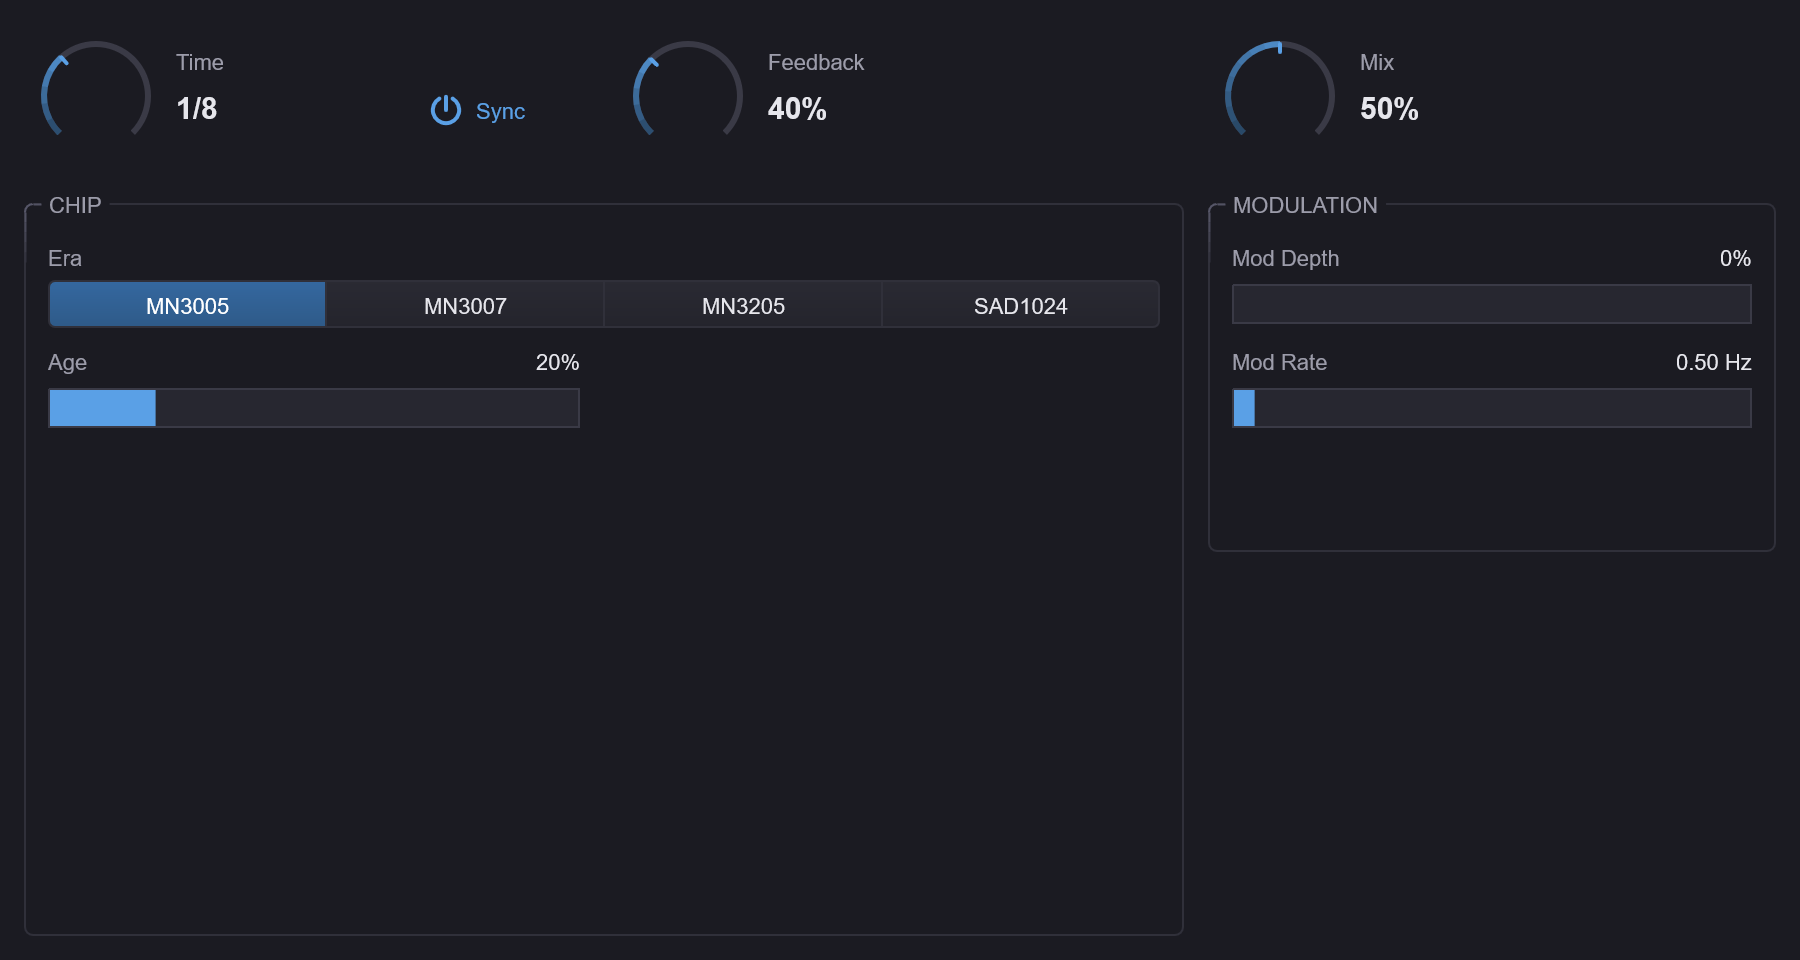 Time
1/8
Sync
Feedback
40%
Mix
50%
CHIP
Era
MN3005 MN3007 MN3205 SAD1024
Age 20%
MODULATION
Mod Depth 0%
Mod Rate 0.50 Hz